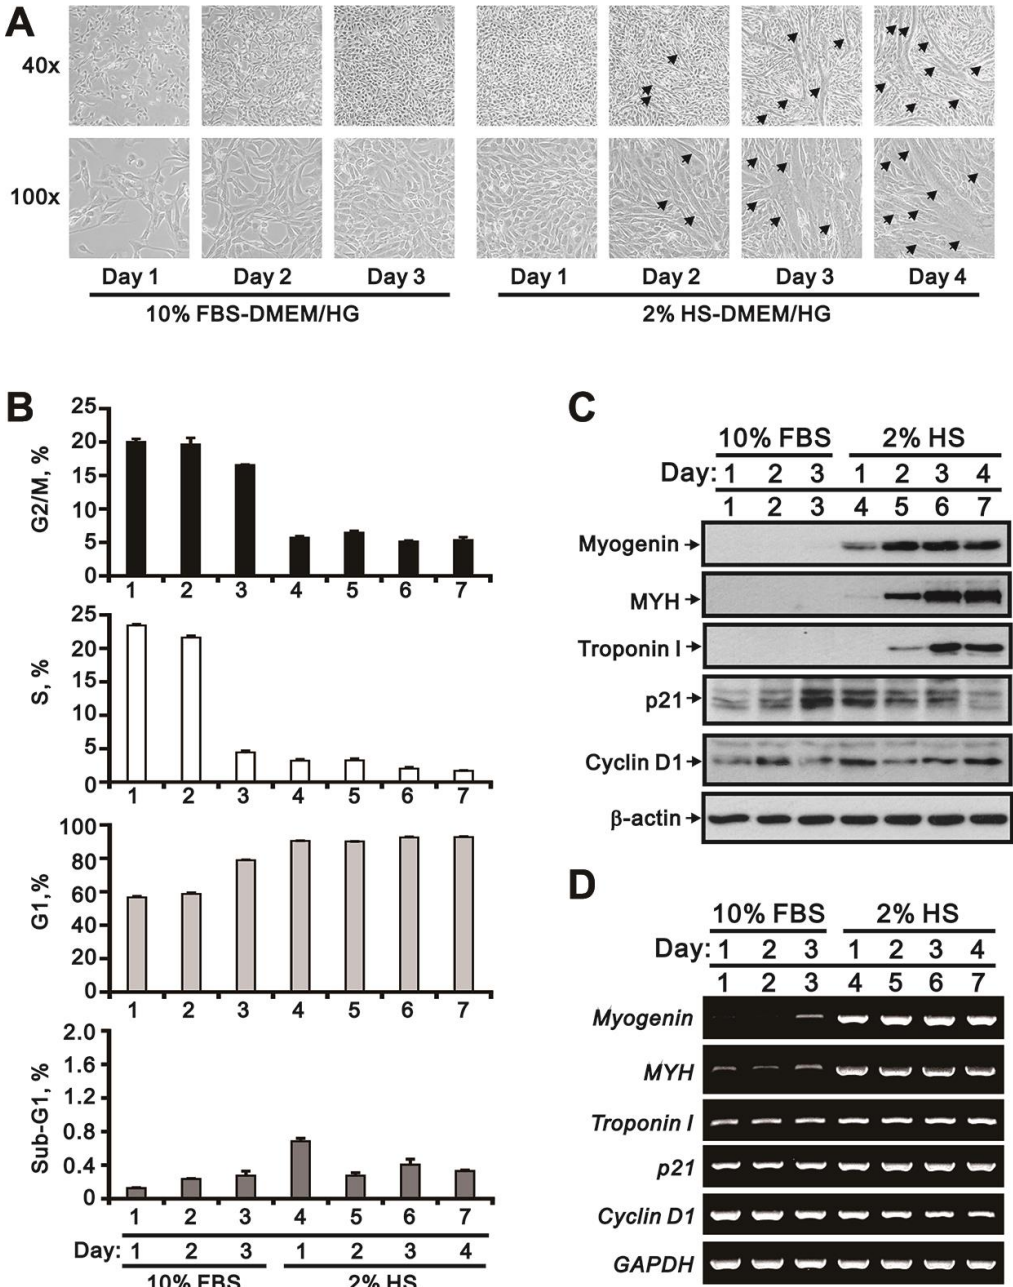 A
40x
100x
Day 1 Day 2 Day 3 Day 1 Day 2 Day 3 Day 4
10% FBS-DMEM/HG 2% HS-DMEM/HG
B
G2/M, %
25
20
15
10
5
0
1 2 3 4 5 6 7
S, %
25
20
15
10
5
0
1 2 3 4 5 6 7
G1,%
100
80
60
40
20
0
1 2 3 4 5 6 7
Sub-G1, %
2.0
1.6
1.2
0.8
0.4
0
1 2 3 4 5 6 7
Day: 1 2 3 1 2 3 4
10% FBS 2% HS
C
10% FBS 2% HS
Day: 1 2 3 1 2 3 4
1 2 3 4 5 6 7
Myogenin
MYH
Troponin I
p21
Cyclin D1
β-actin
D
10% FBS 2% HS
Day: 1 2 3 1 2 3 4
1 2 3 4 5 6 7
Myogenin
MYH
Troponin I
p21
Cyclin D1
GAPDH